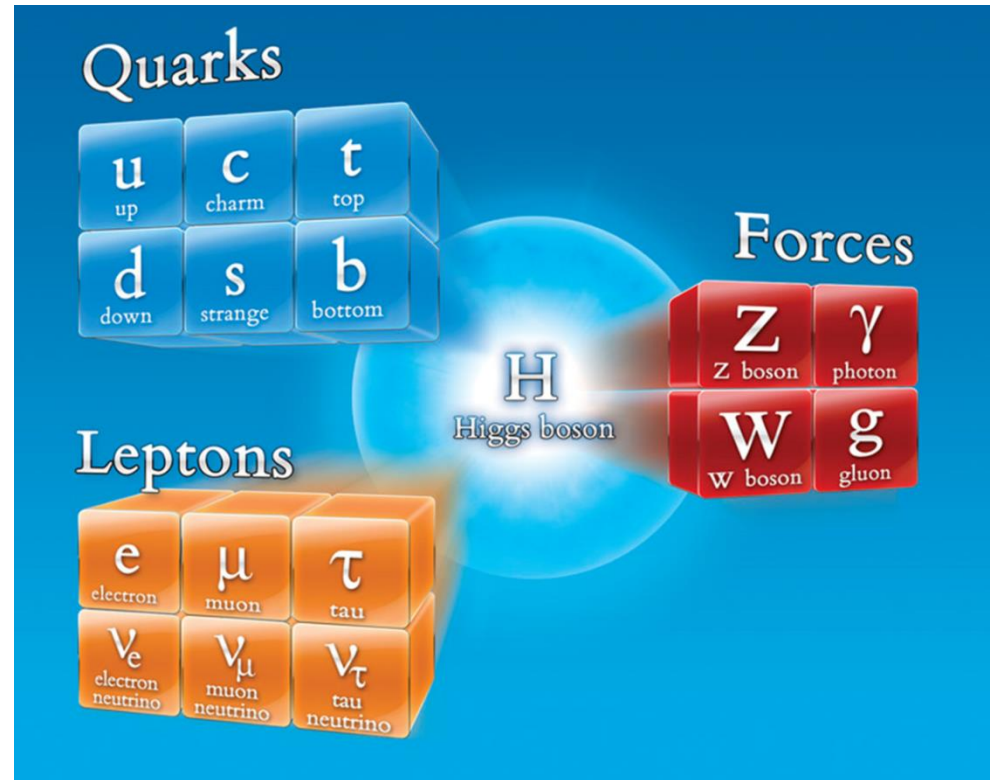 Quarks
u
up
c
charm
t
top
d
down
s
strange
b
bottom
Forces
Z
Z boson
γ
photon
W
W boson
g
gluon
H
Higgs boson
Leptons
e
electron
μ
muon
τ
tau
νe
electron
neutrino
νμ
muon
neutrino
ντ
tau
neutrino